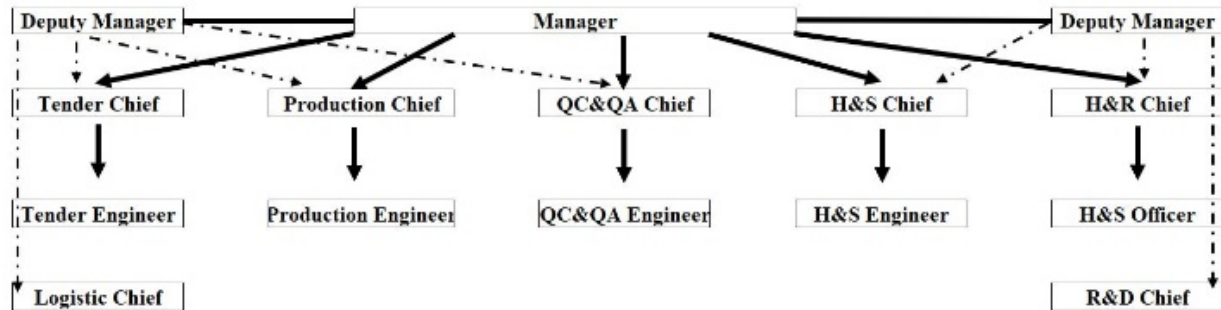 Deputy Manager
Manager
Deputy Manager
Tender Chief
Production Chief
QC&QA Chief
H&S Chief
H&R Chief
Tender Engineer
Production Engineer
QC&QA Engineer
H&S Engineer
H&S Officer
Logistic Chief
R&D Chief